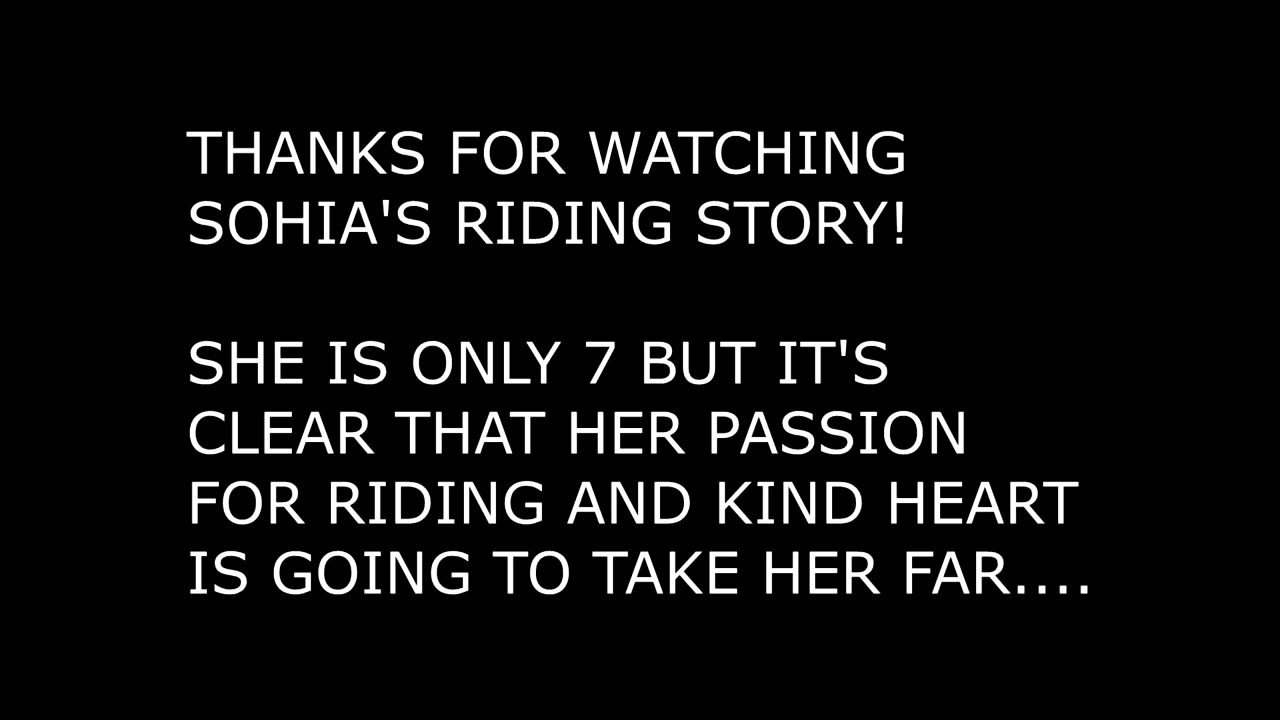 THANKS FOR WATCHING
SOHIA'S RIDING STORY!
SHE IS ONLY 7 BUT IT'S
CLEAR THAT HER PASSION
FOR RIDING AND KIND HEART
IS GOING TO TAKE HER FAR....